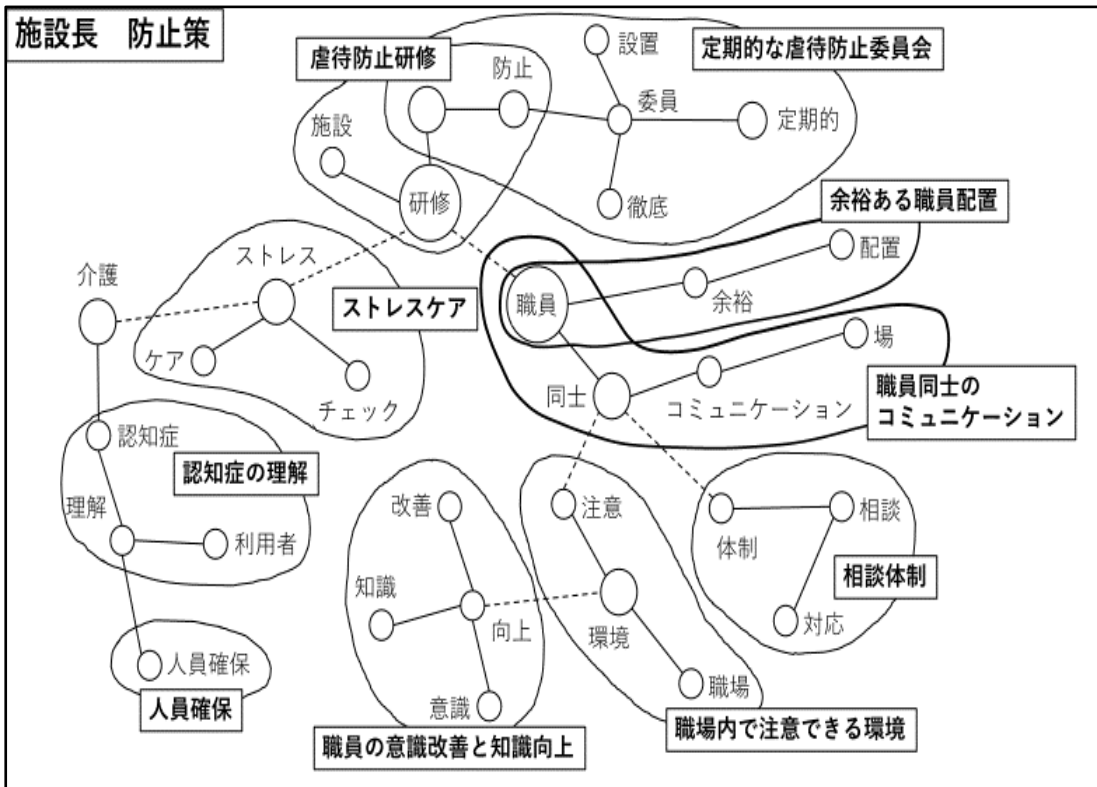 施設長　防止策
設置
定期的な虐待防止委員会
虐待防止研修
防止
委員
定期的
施設
研修
徹底
余裕ある職員配置
配置
ストレス
介護
職員
余裕
ストレスケア
場
ケア
チェック
同士
コミュニケーション
職員同士の
コミュニケーション
認知症
認知症の理解
改善
注意
理解
利用者
体制
相談
相談体制
知識
向上
環境
対応
人員確保
人員確保
意識
職場
職員の意識改善と知識向上
職場内で注意できる環境